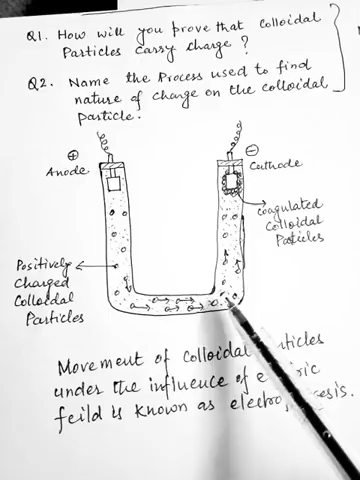 Q1. How will you prove that colloidal
Particles carry charge ?
Q2. Name the Process used to find
nature of charge on the colloidal
Particle.
+
Anode
−
Cathode
Coagulated
Colloidal
Particles
Positively
Charged
Colloidal
Particles
Movement of Colloidal
under the influence of
feild is known as